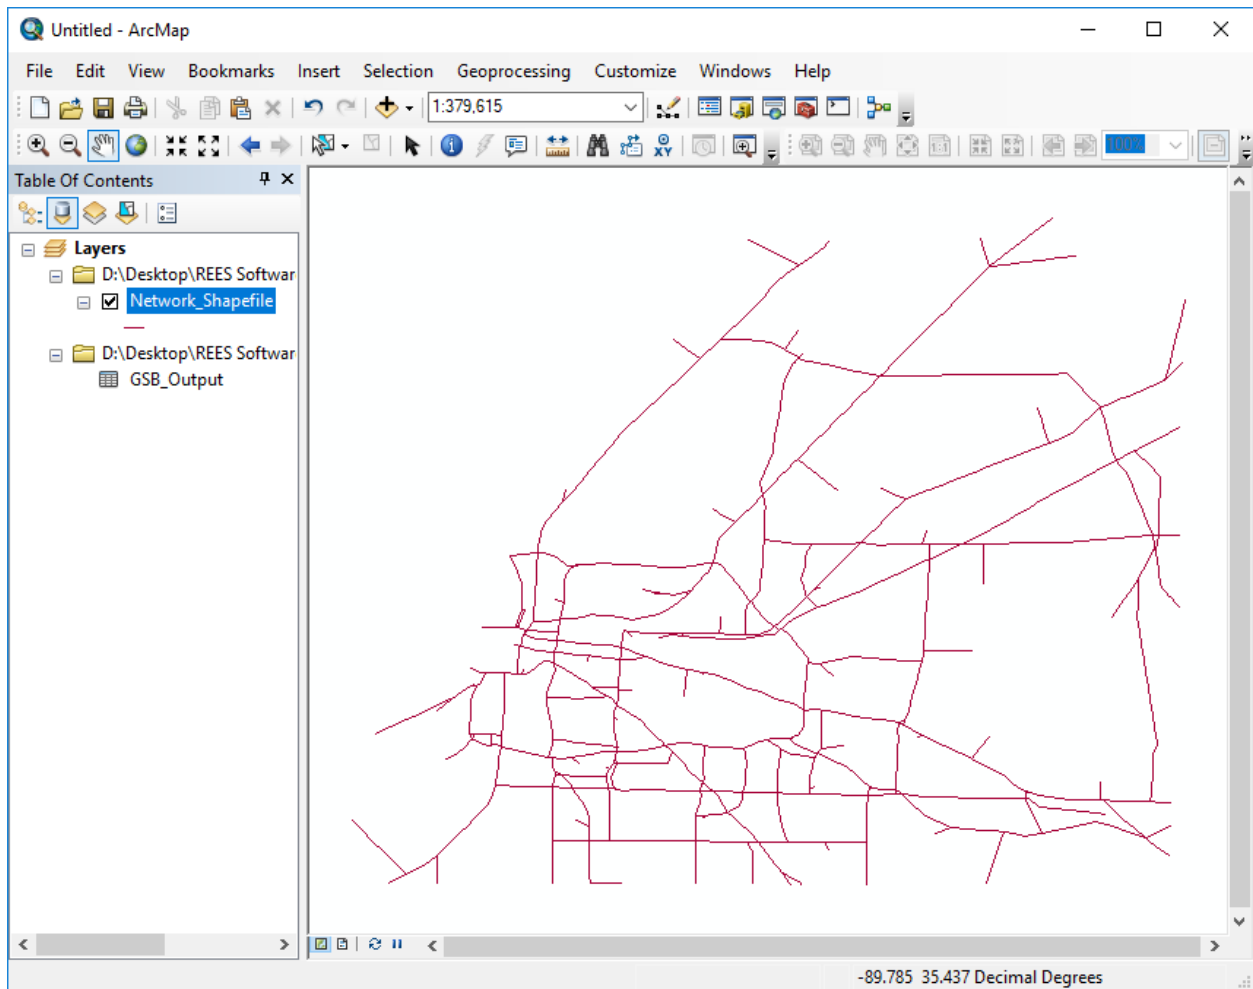 Untitled - ArcMap
File Edit View Bookmarks Insert Selection Geoprocessing Customize Windows Help
1:379,615
100%
Table Of Contents
Layers
D:\Desktop\REES Softwar
Network_Shapefile
D:\Desktop\REES Softwar
GSB_Output
-89.785 35.437 Decimal Degrees